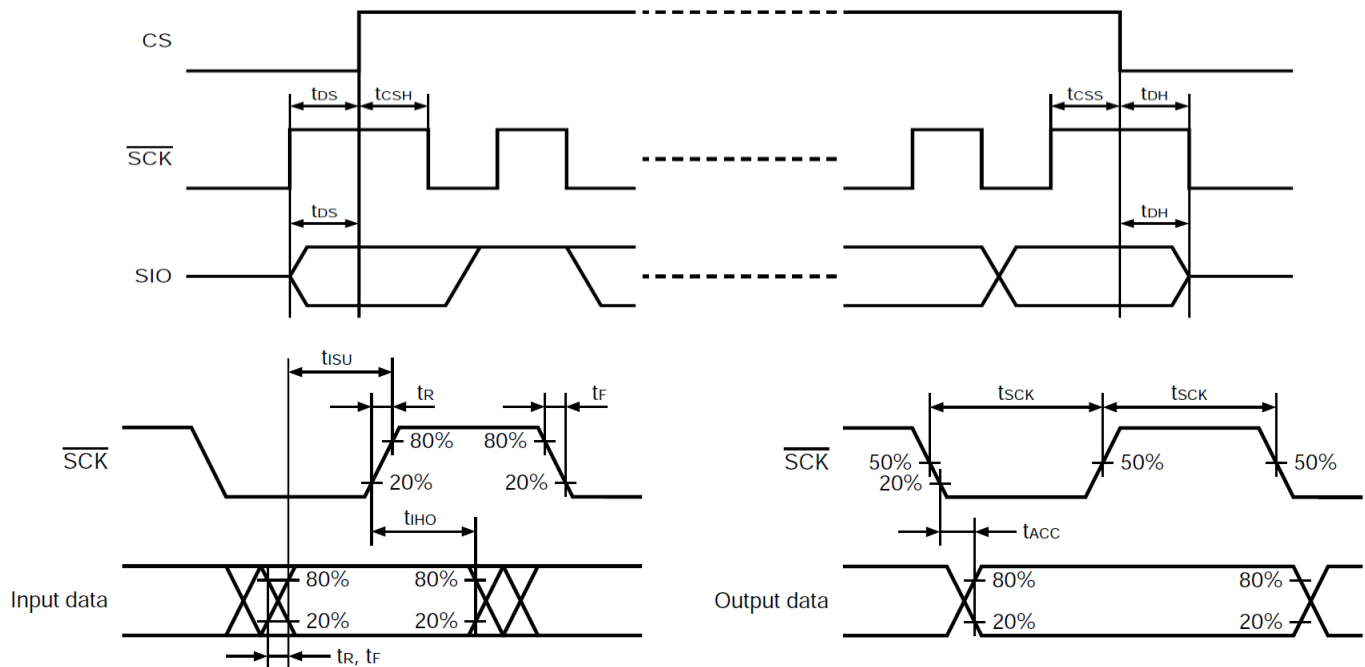 CS
tDS tCSH tCSS tDH
SCK
tDS tDH
SIO
tISU
tR tF tSCK tSCK
SCK 80% 80% SCK 50% 50% 50%
20% 20% 20%
tIHO tACC
Input data 80% 80% Output data 80% 80%
20% 20% 20% 20%
tR, tF